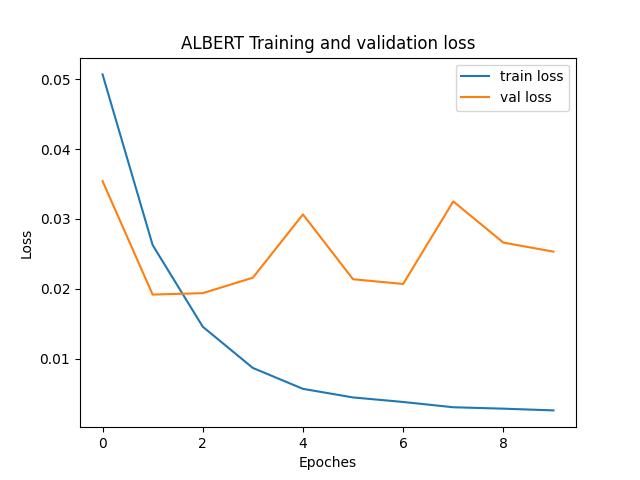 ALBERT Training and validation loss
train loss
val loss
0.05
0.04
0.03
0.02
0.01
Loss
0 2 4 6 8
Epoches